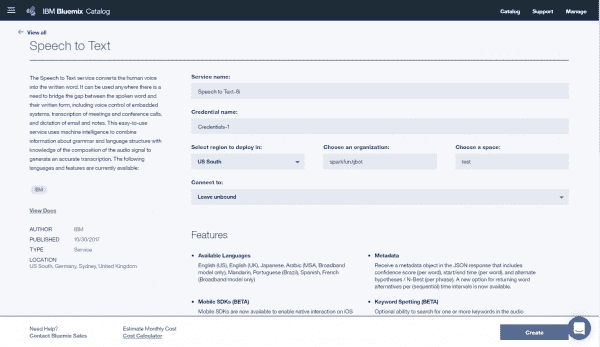 IBM Bluemix Catalog
Catalog Support Manage
View all
Speech to Text
The Speech to Text service converts the human voice
into the written word. It can be used anywhere there is a
need to bridge the gap between the spoken word and
their written form, including voice control of embedded
systems, transcription of meetings and conference calls,
and dictation of email and notes. This easy-to-use
service uses machine intelligence to combine
information about grammar and language structure with
knowledge of the composition of the audio signal to
generate an accurate transcription. The following
languages and features are currently available:
IBM
View Docs
AUTHOR IBM
PUBLISHED 10/30/2017
TYPE Service
LOCATION
US South, Germany, Sydney, United Kingdom
Service name:
Speech to Text-5i
Credential name:
Credentials-1
Select region to deploy in: Choose an organization: Choose a space:
US South sparkfun/jbot test
Connect to:
Leave unbound
Features
• Available Languages
English (US), English (UK), Japanese, Arabic (MSA, Broadband
model only), Mandarin, Portuguese (Brazil), Spanish, French
(Broadband model only)
• Metadata
Receive a metadata object in the JSON response that includes
confidence score (per word), start/end time (per word), and alternate
hypotheses / N-Best (per phrase). A new option for returning word
alternatives per (sequential) time intervals is now available.
• Mobile SDKs (BETA)
Mobile SDKs are now available to enable native interaction on iOS
• Keyword Spotting (BETA)
Optional ability to search for one or more keywords in the audio
Need Help?
Contact Bluemix Sales
Estimate Monthly Cost
Cost Calculator
Create